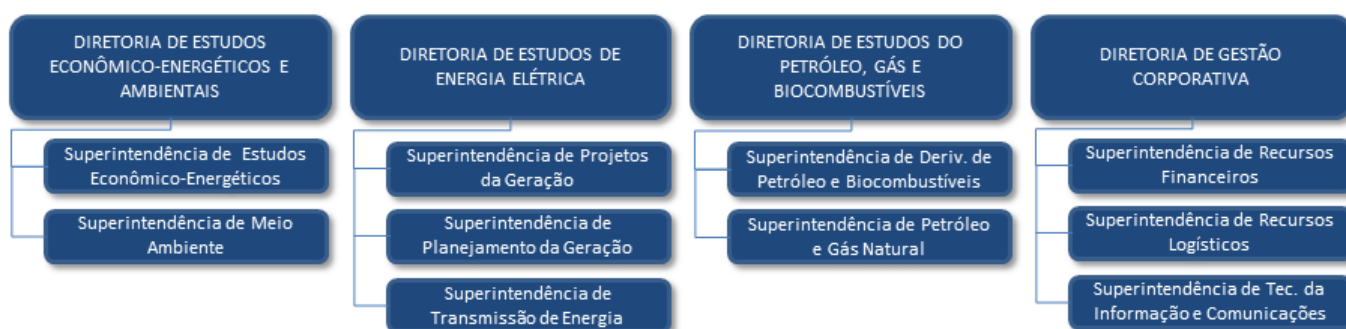 DIRETORIA DE ESTUDOS
ECONÔMICO-ENERGÉTICOS E
AMBIENTAIS
Superintendência de Estudos
Econômico-Energéticos
Superintendência de Meio
Ambiente
DIRETORIA DE ESTUDOS DE
ENERGIA ELÉTRICA
Superintendência de Projetos
da Geração
Superintendência de
Planejamento da Geração
Superintendência de
Transmissão de Energia
DIRETORIA DE ESTUDOS DO
PETRÓLEO, GÁS E
BIOCOMBUSTÍVEIS
Superintendência de Deriv. de
Petróleo e Biocombustíveis
Superintendência de Petróleo
e Gás Natural
DIRETORIA DE GESTÃO
CORPORATIVA
Superintendência de Recursos
Financeiros
Superintendência de Recursos
Logísticos
Superintendência de Tec. da
Informação e Comunicações